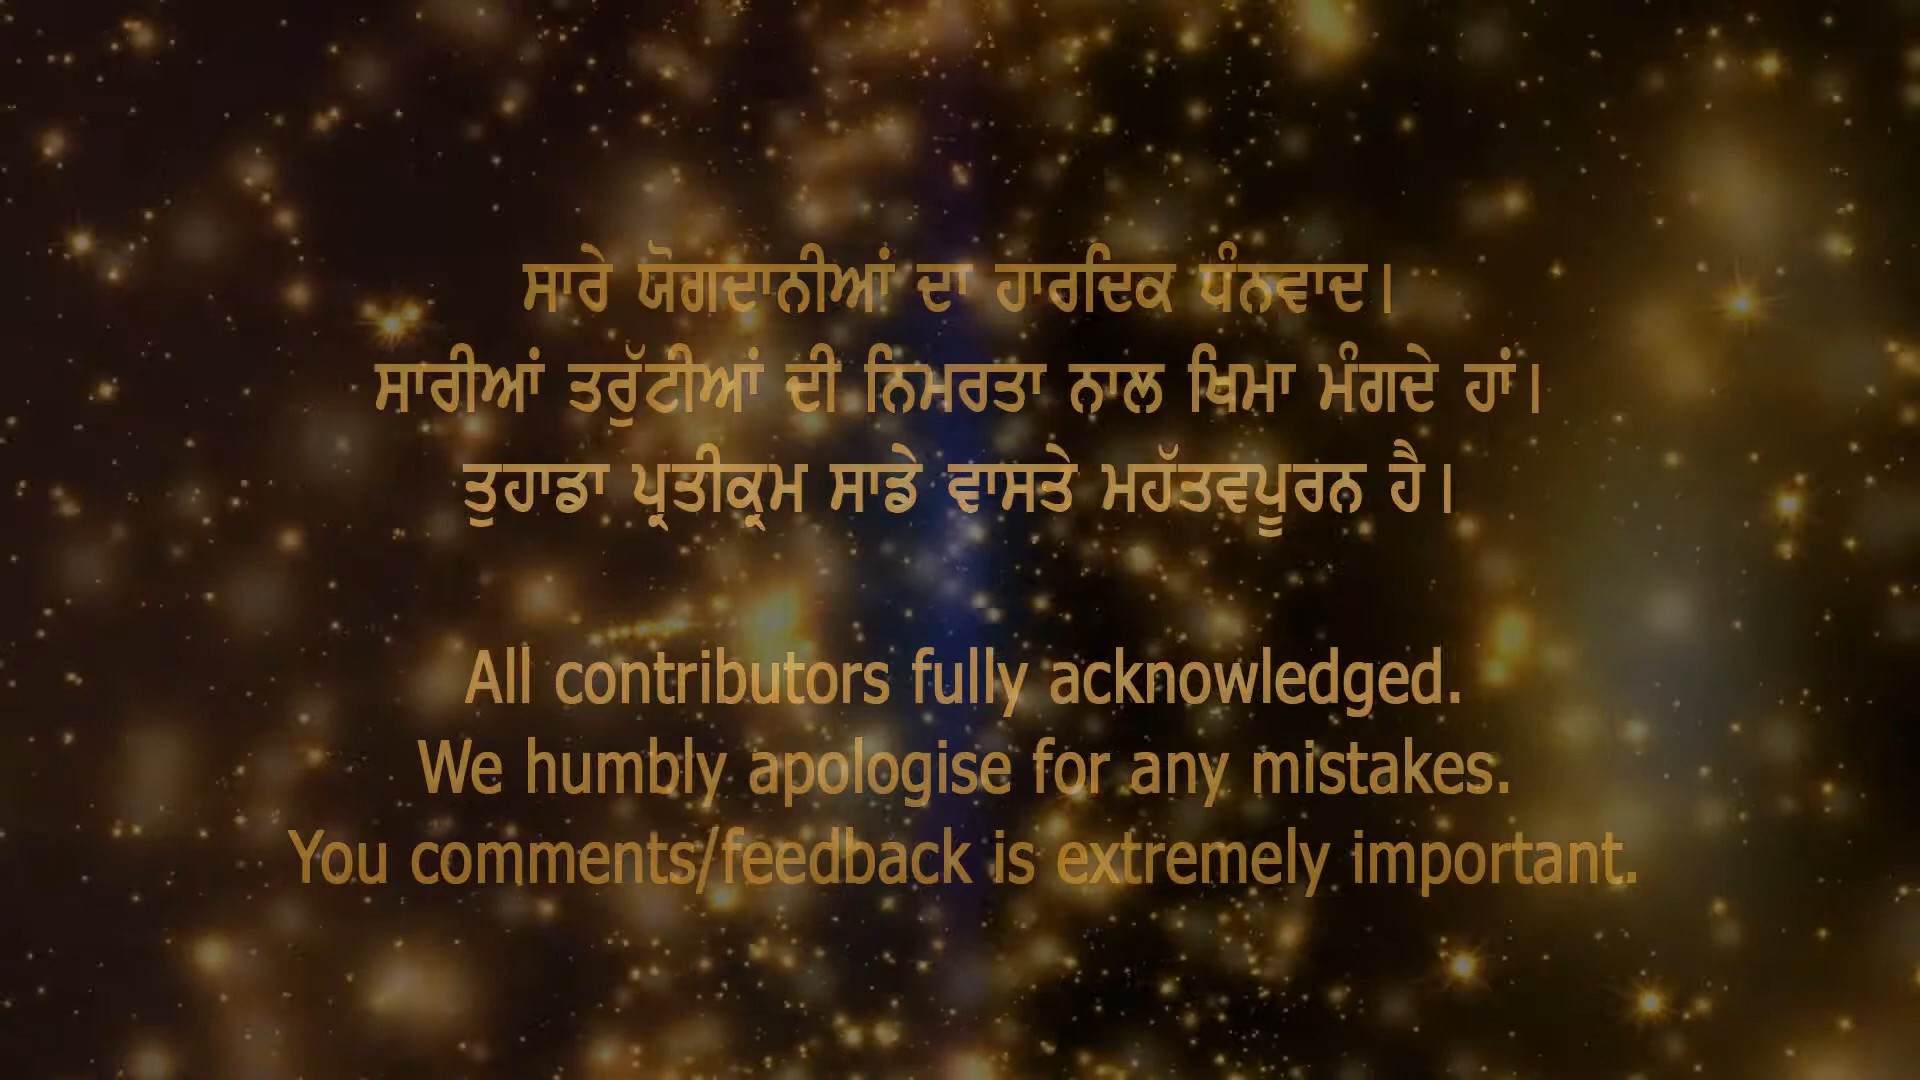 ਸਾਰੇ ਯੋਗਦਾਨੀਆਂ ਦਾ ਹਾਰਦਿਕ ਧੰਨਵਾਦ।
ਸਾਰੀਆਂ ਤਰੁੱਟੀਆਂ ਦੀ ਨਿਮਰਤਾ ਨਾਲ ਖਿਮਾ ਮੰਗਦੇ ਹਾਂ।
ਤੁਹਾਡਾ ਪ੍ਰਤੀਕ੍ਰਮ ਸਾਡੇ ਵਾਸਤੇ ਮਹੱਤਵਪੂਰਨ ਹੈ।
All contributors fully acknowledged.
We humbly apologise for any mistakes.
You comments/feedback is extremely important.